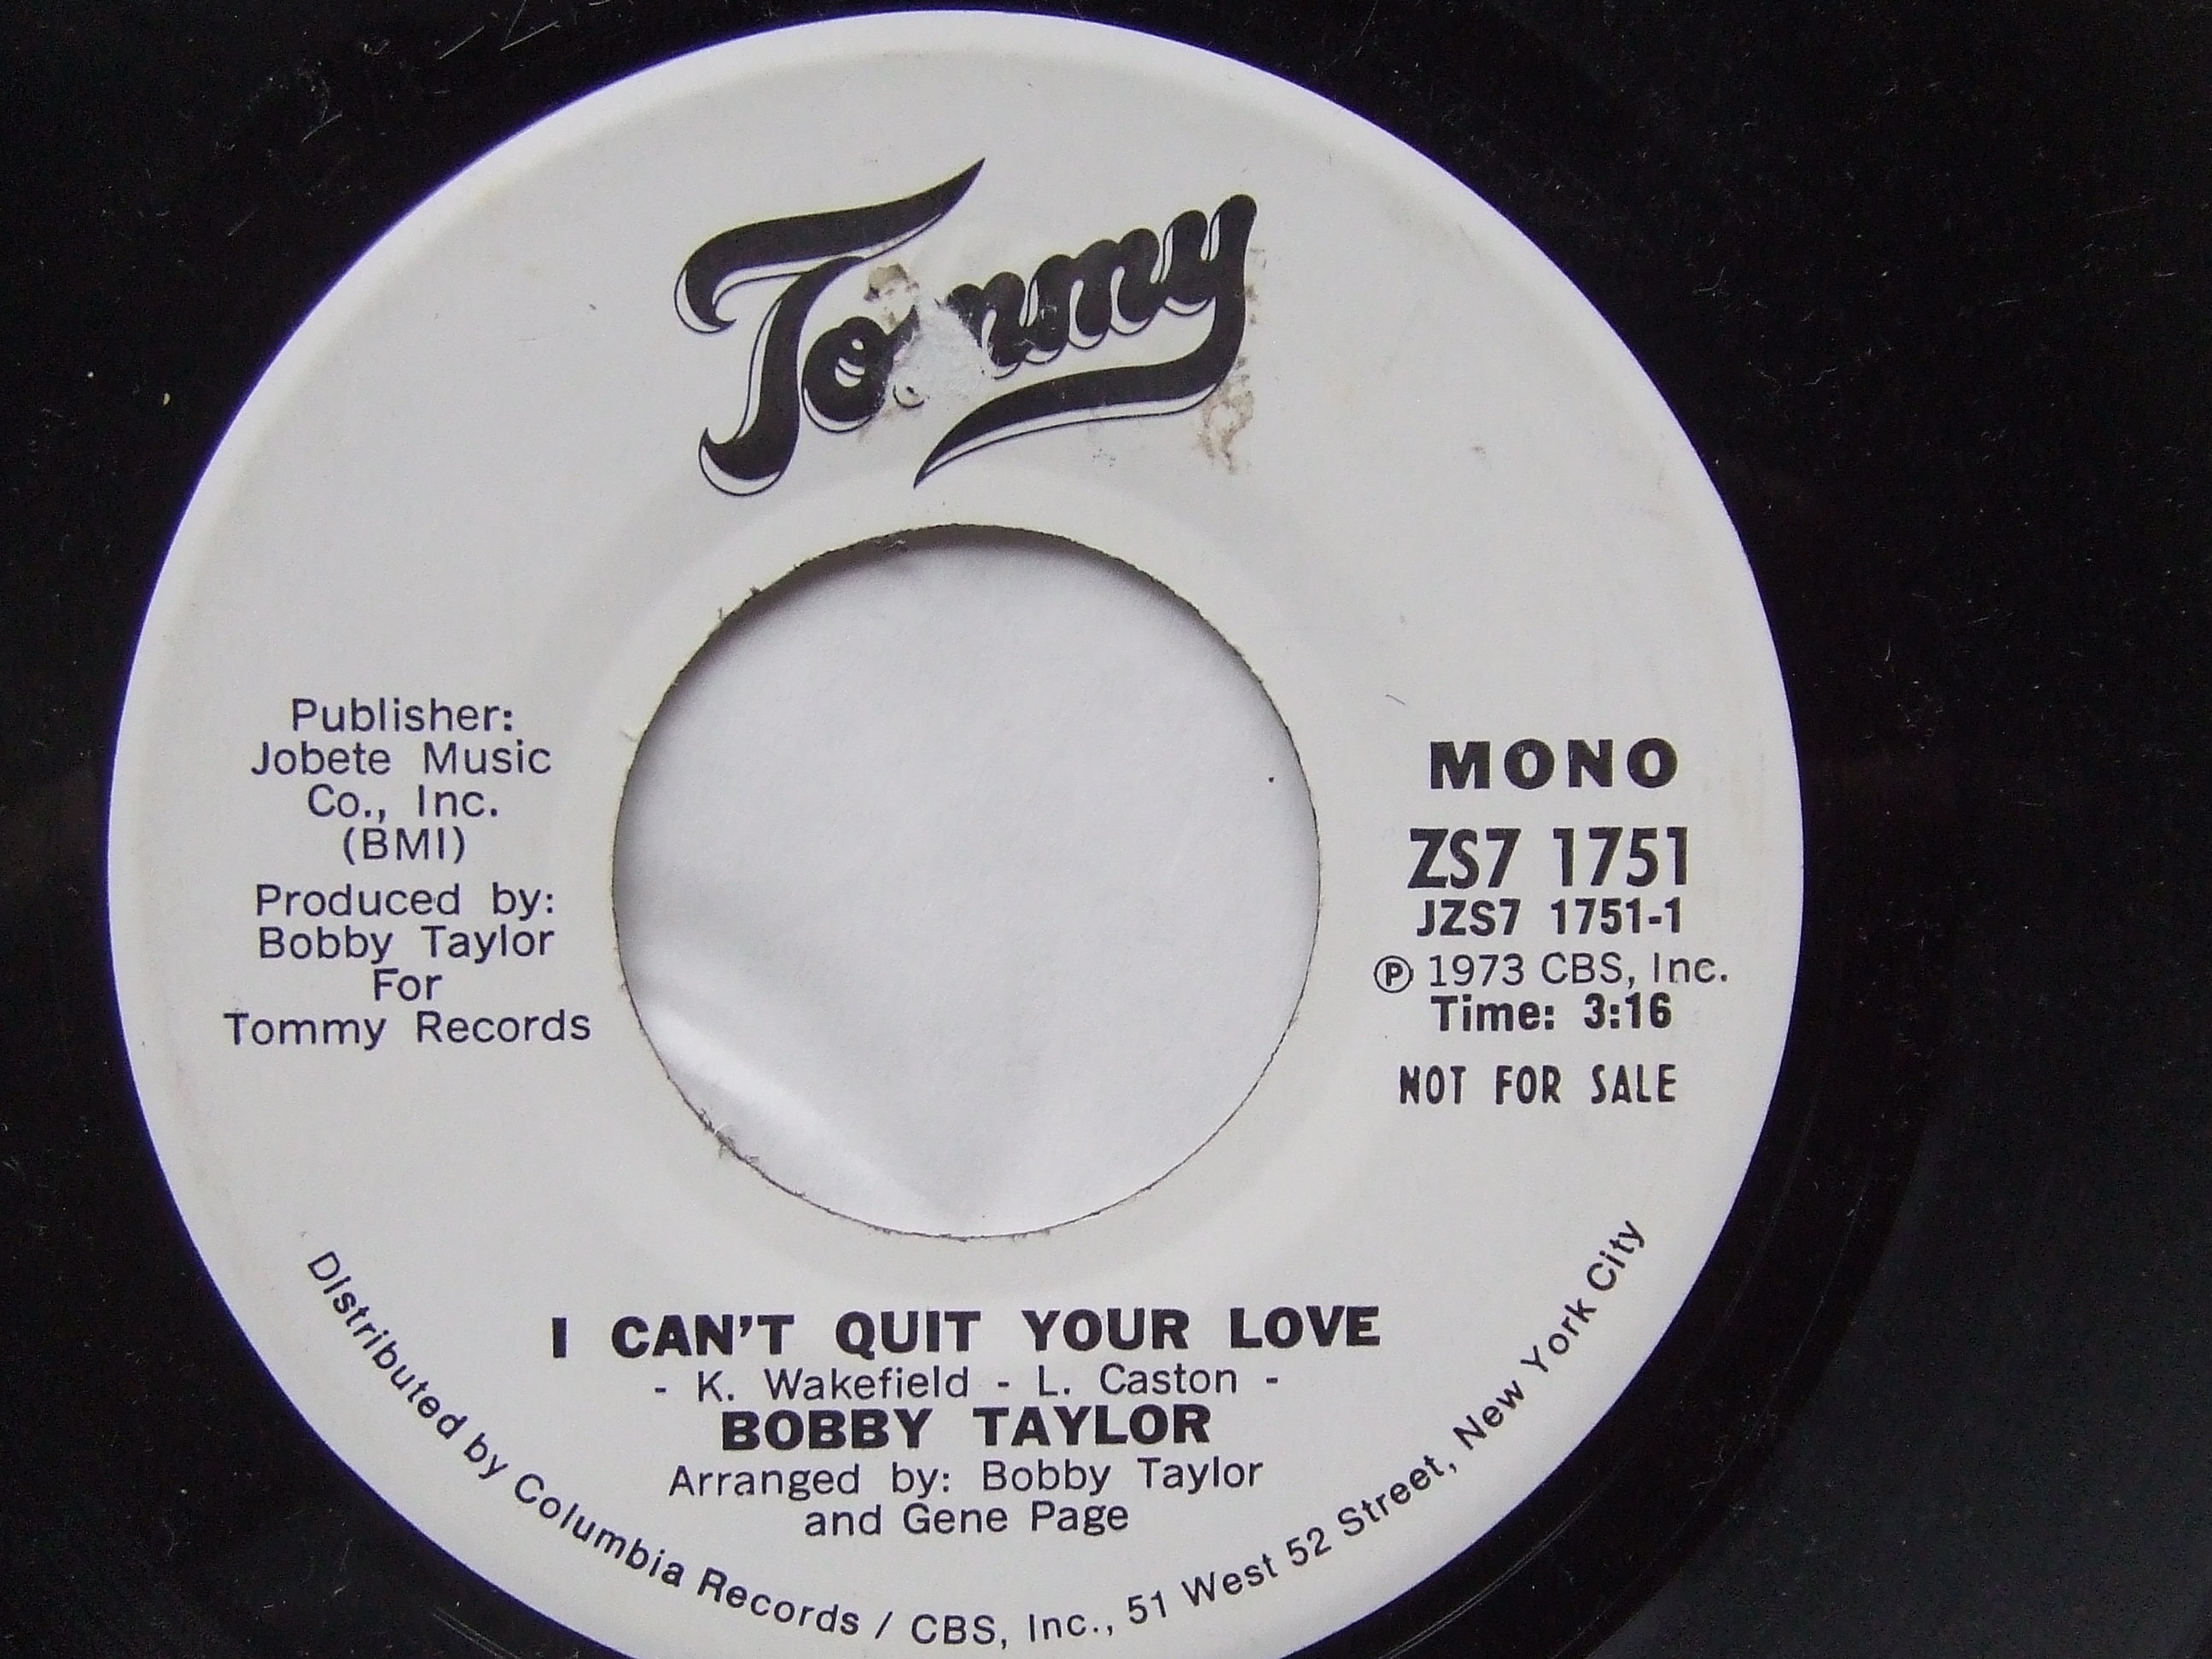 Tommy
Publisher:
Jobete Music
Co., Inc.
(BMI)
Produced by:
Bobby Taylor
For
Tommy Records
MONO
ZS7 1751
JZS7 1751-1
℗ 1973 CBS, Inc.
Time: 3:16
NOT FOR SALE
I CAN'T QUIT YOUR LOVE
- K. Wakefield - L. Caston -
BOBBY TAYLOR
Arranged by: Bobby Taylor
and Gene Page
Distributed by Columbia Records / CBS, Inc., 51 West 52 Street, New York City